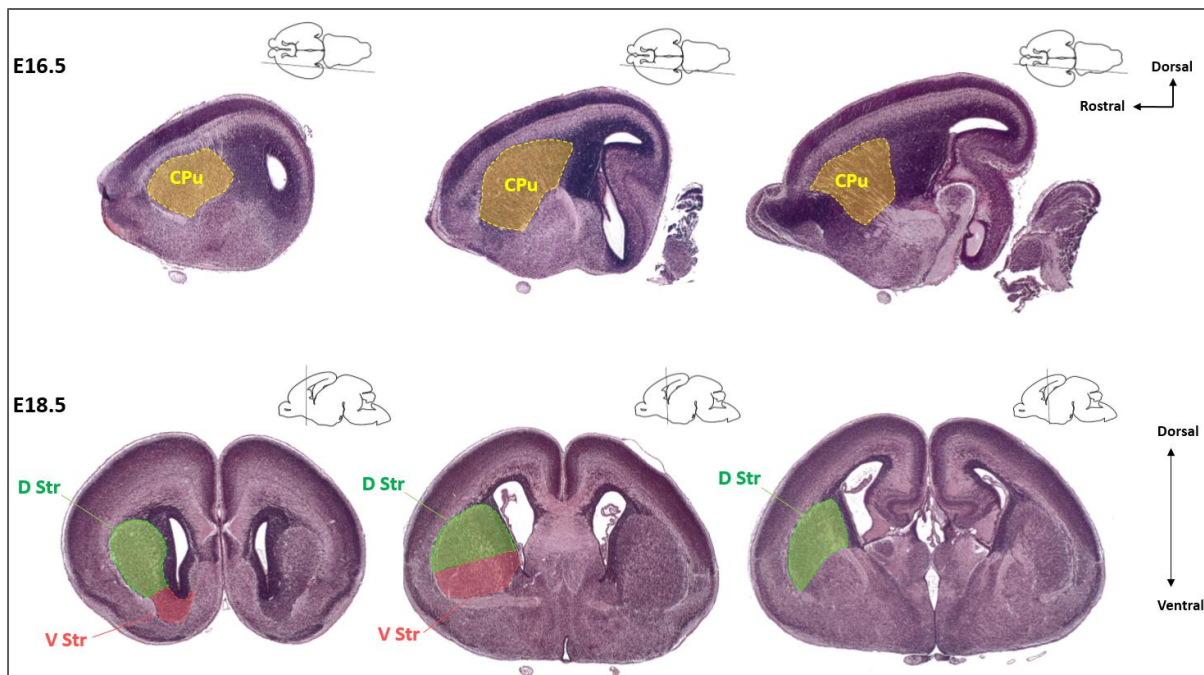 E16.5
Dorsal
Rostral
CPu
CPu
CPu
E18.5
Dorsal
D Str
D Str
D Str
V Str
V Str
Ventral